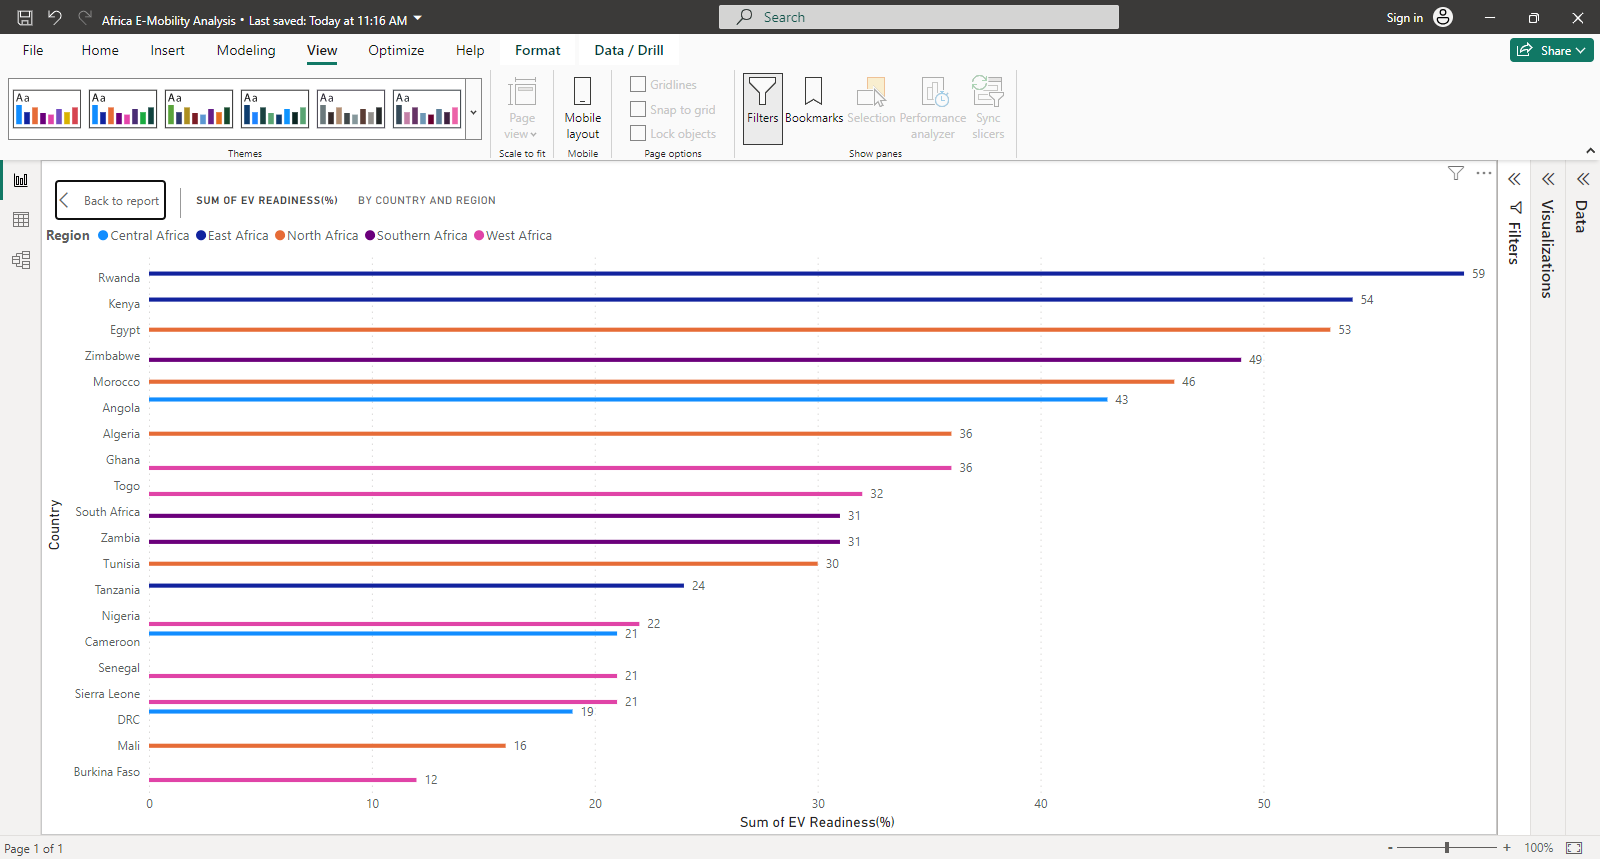 Africa E-Mobility Analysis • Last saved: Today at 11:16 AM
Search
Sign in
File Home Insert Modeling View Optimize Help Format Data / Drill
Share
Aa Aa Aa Aa Aa Aa
Page view
Mobile layout
Gridlines
Snap to grid
Lock objects
Filters
Bookmarks
Selection
Performance analyzer
Sync slicers
Themes Scale to fit Mobile Page options Show panes
Back to report
SUM OF EV READINESS(%) BY COUNTRY AND REGION
Region Central Africa East Africa North Africa Southern Africa West Africa
Country
Rwanda 59
Kenya 54
Egypt 53
Zimbabwe 49
Morocco 46
Angola 43
Algeria 36
Ghana 36
Togo 32
South Africa 31
Zambia 31
Tunisia 30
Tanzania 24
Nigeria 22
Cameroon 21
Senegal 21
Sierra Leone 21
DRC 19
Mali 16
Burkina Faso 12
0 10 20 30 40 50
Sum of EV Readiness(%)
Filters
Visualizations
Data
Page 1 of 1
- + 100%